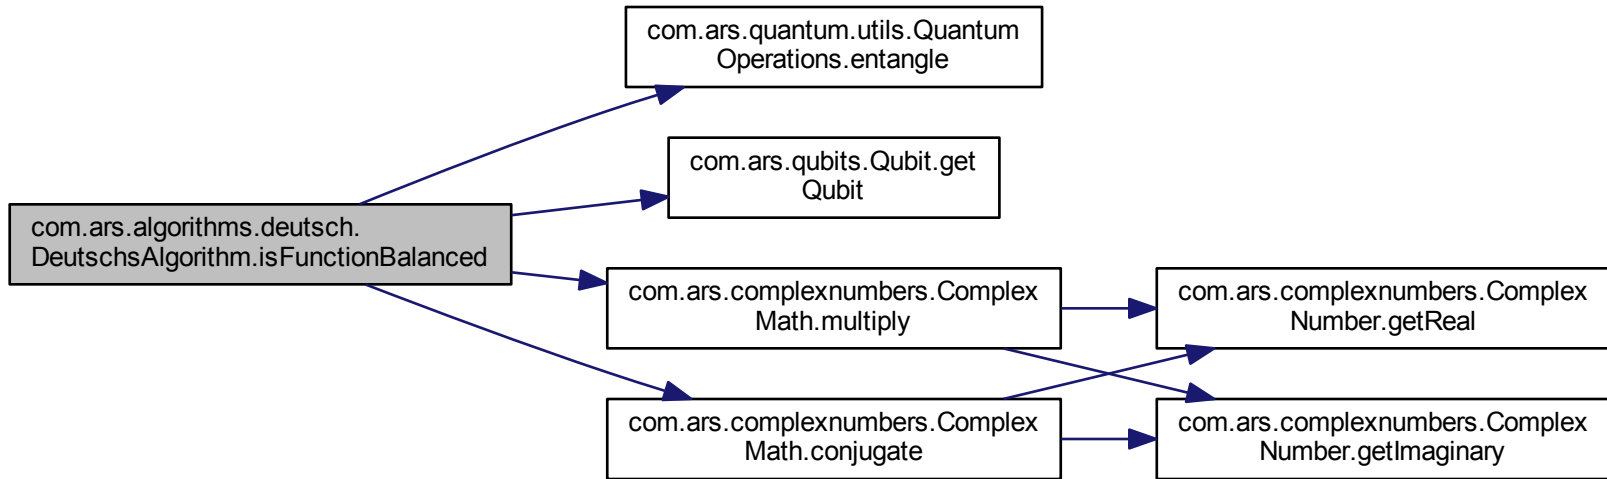 com.ars.quantum.utils.Quantum
Operations.entangle
com.ars.qubits.Qubit.get
Qubit
com.ars.algorithms.deutsch.
DeutschsAlgorithm.isFunctionBalanced
com.ars.complexnumbers.Complex
Math.multiply
com.ars.complexnumbers.Complex
Number.getReal
com.ars.complexnumbers.Complex
Math.conjugate
com.ars.complexnumbers.Complex
Number.getImaginary